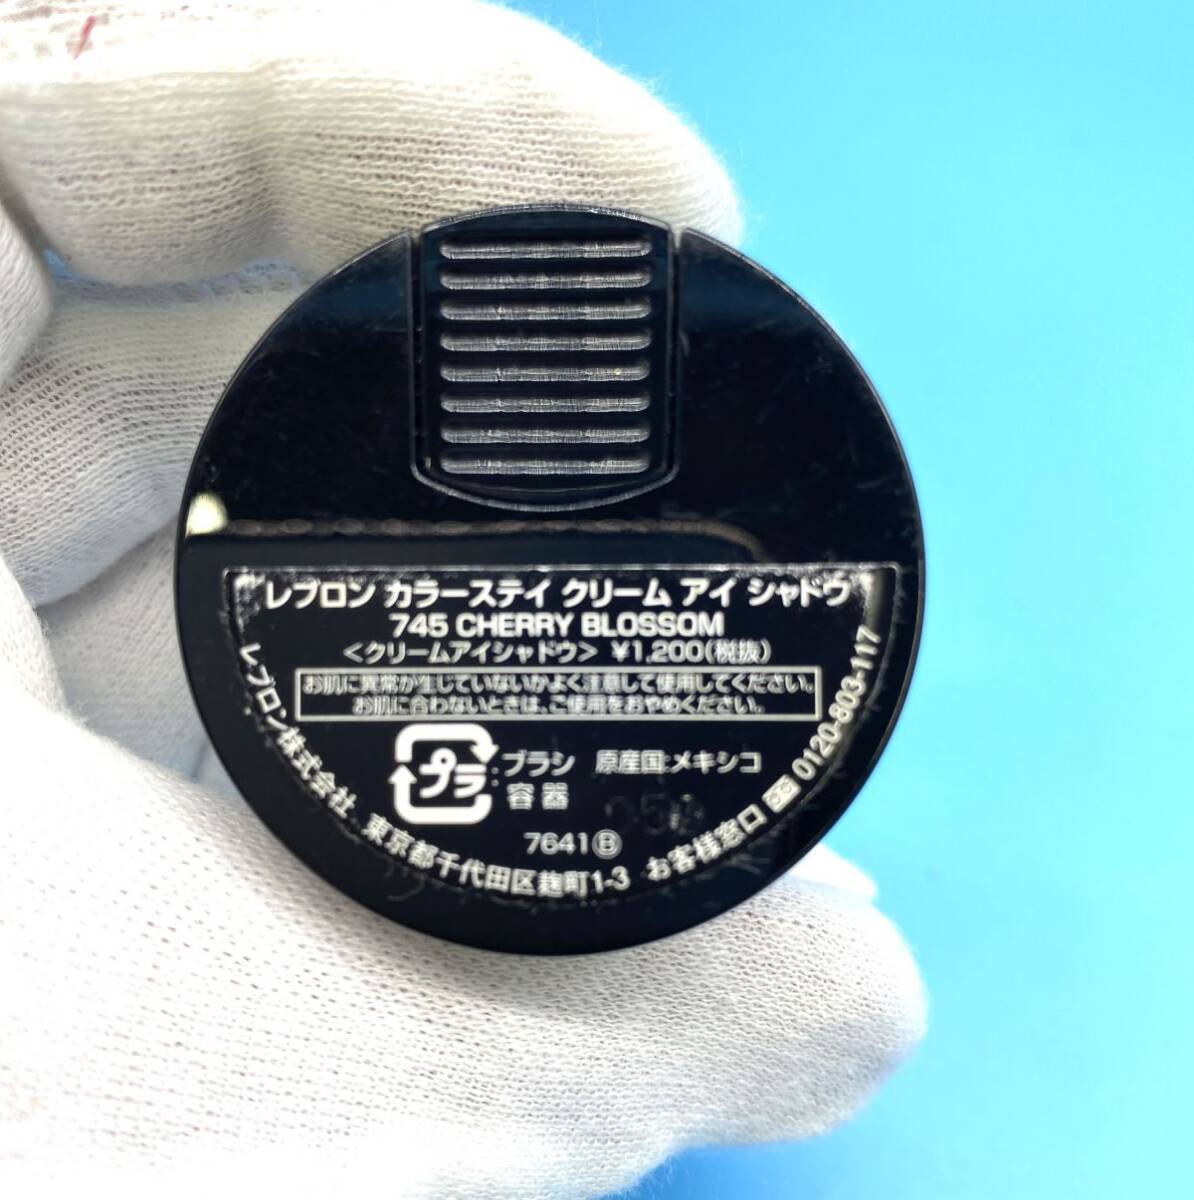 レブロン カラーステイ クリーム アイ シャドウ
745 CHERRY BLOSSOM
<クリームアイシャドウ> ¥1,200(税抜)
お肌に異常が生じていないかよく注意して使用してください。
お肌に合わないときは、ご使用をおやめください。
プラ
:ブラシ 原産国:メキシコ
容器
7641Ⓑ
レブロン株式会社 東京都千代田区麹町1-3 お客様窓口 0120-803-117